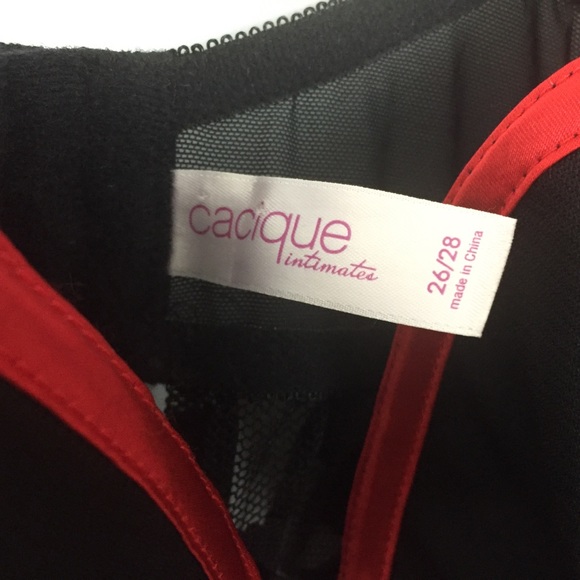 cacique
intimates
26/28
made in China